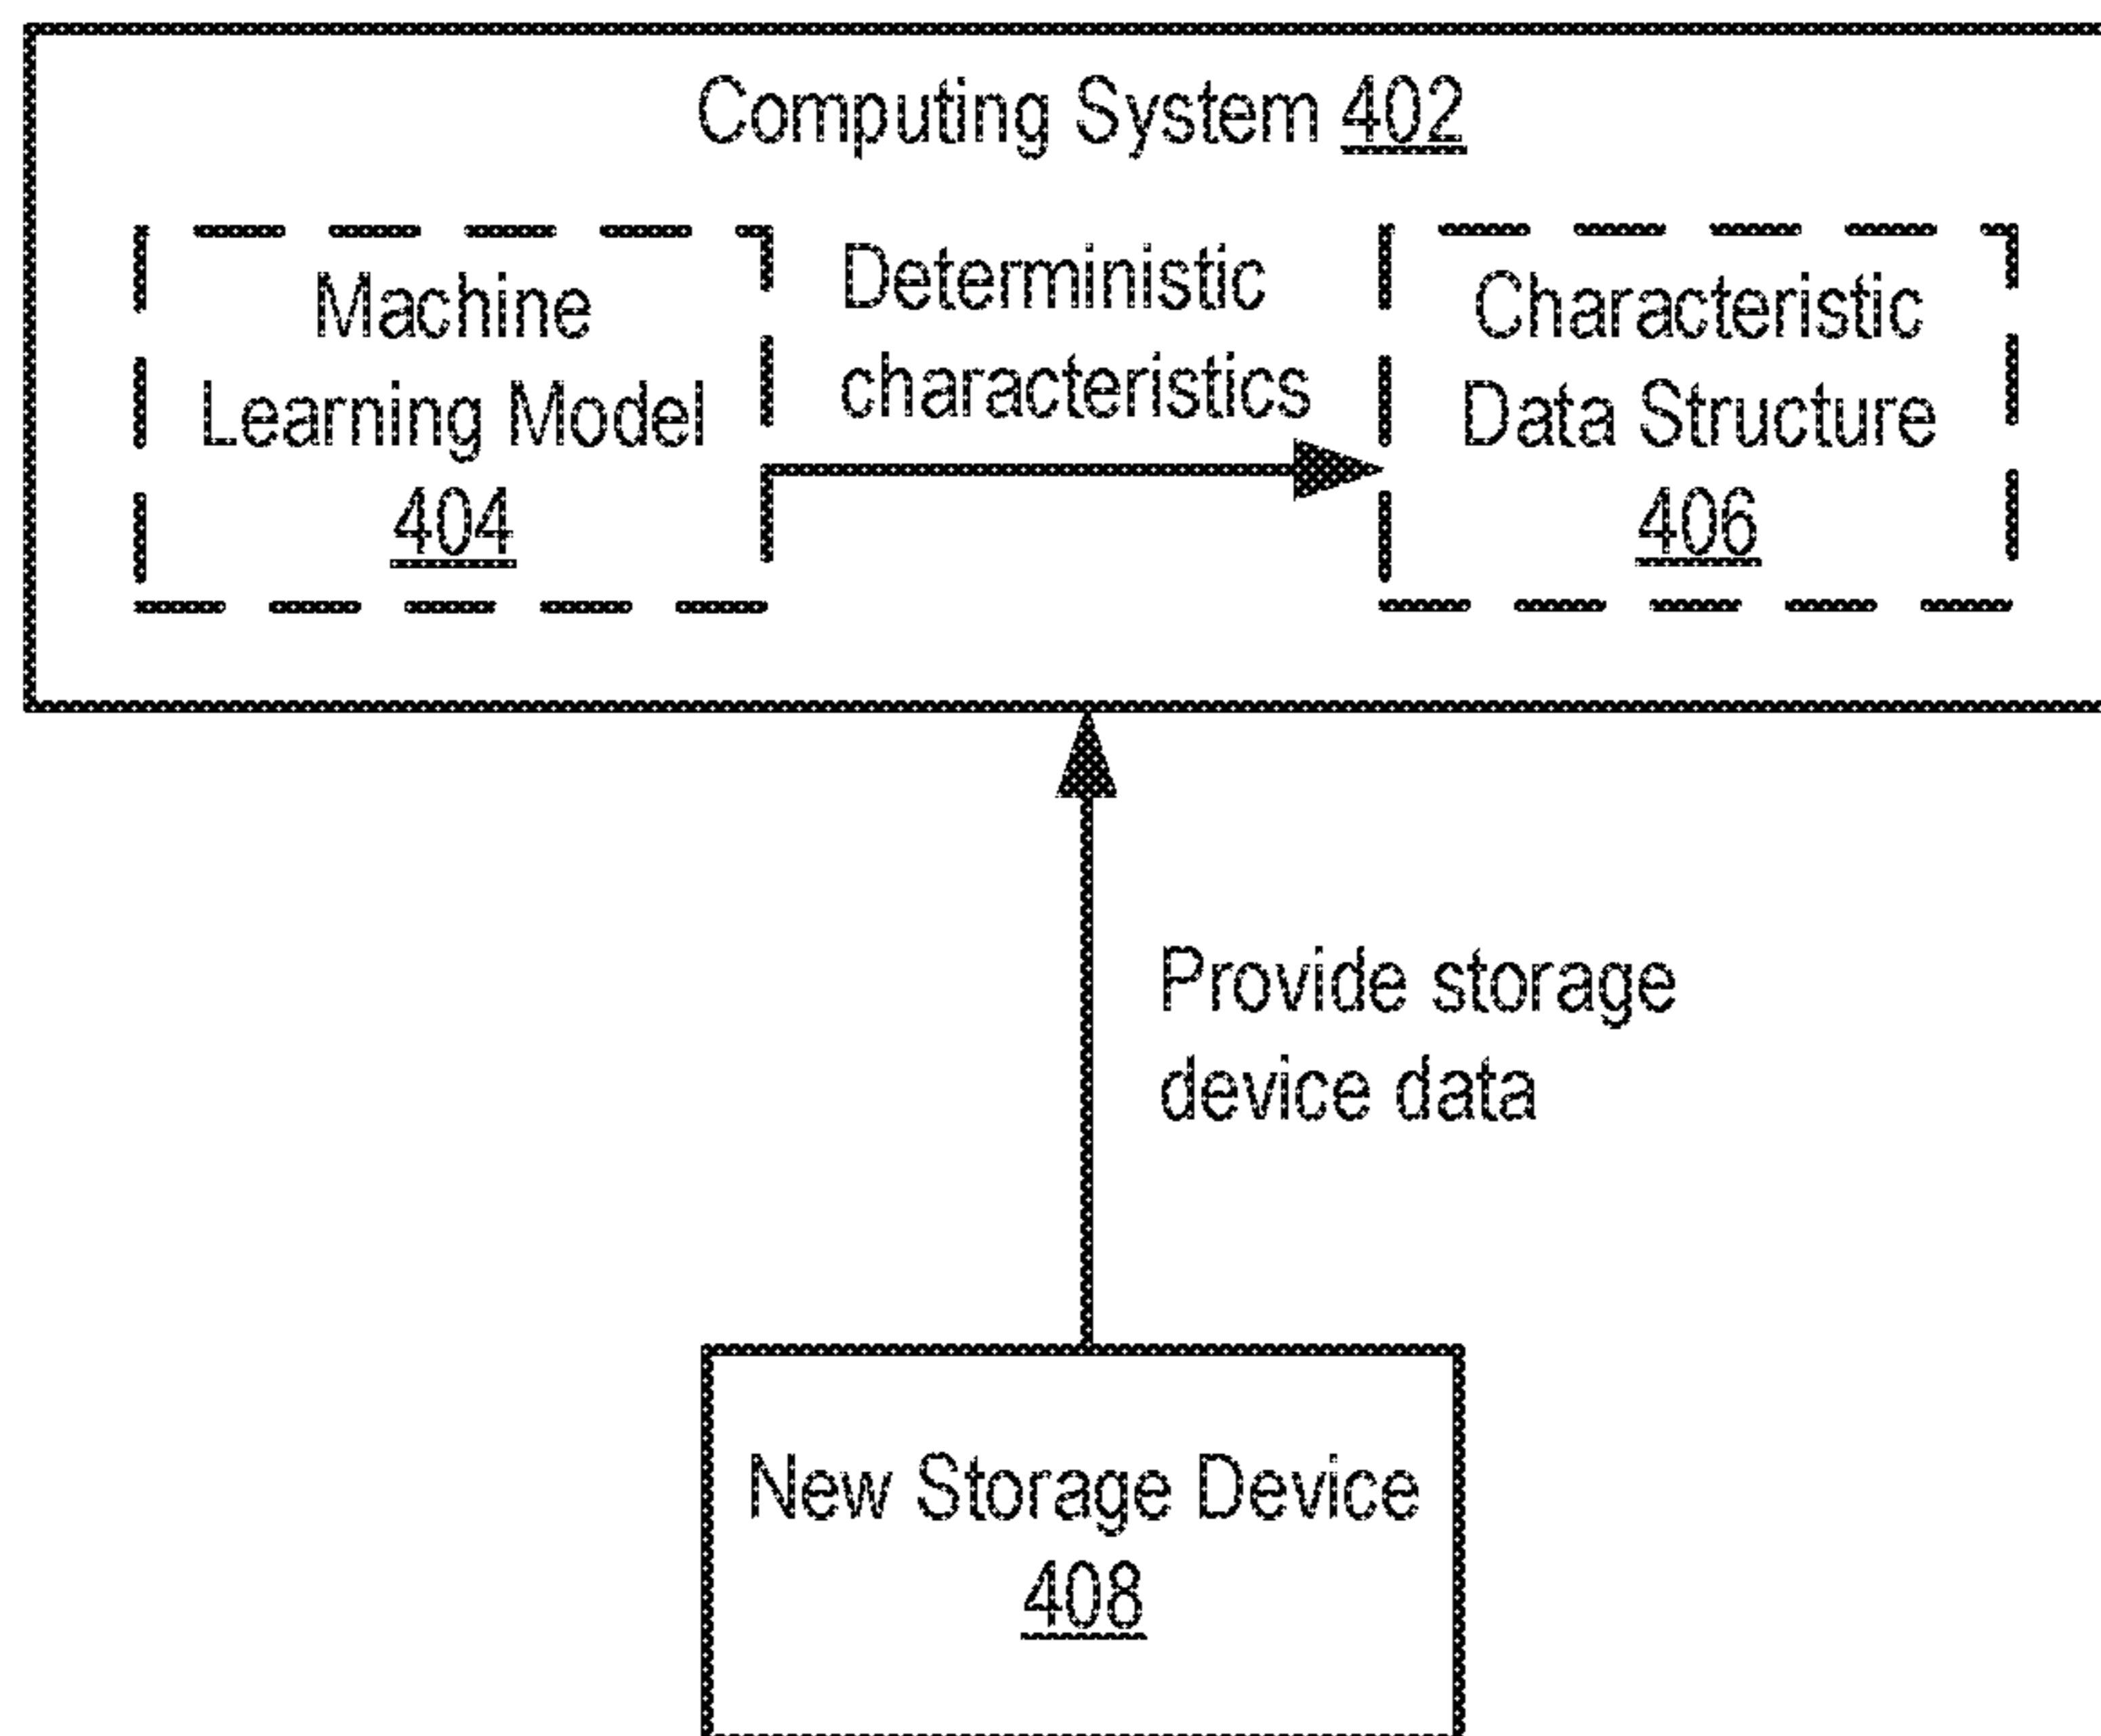 Computing System 402
Machine
Learning Model
404
Deterministic
characteristics
Characteristic
Data Structure
406
Provide storage
device data
New Storage Device
408